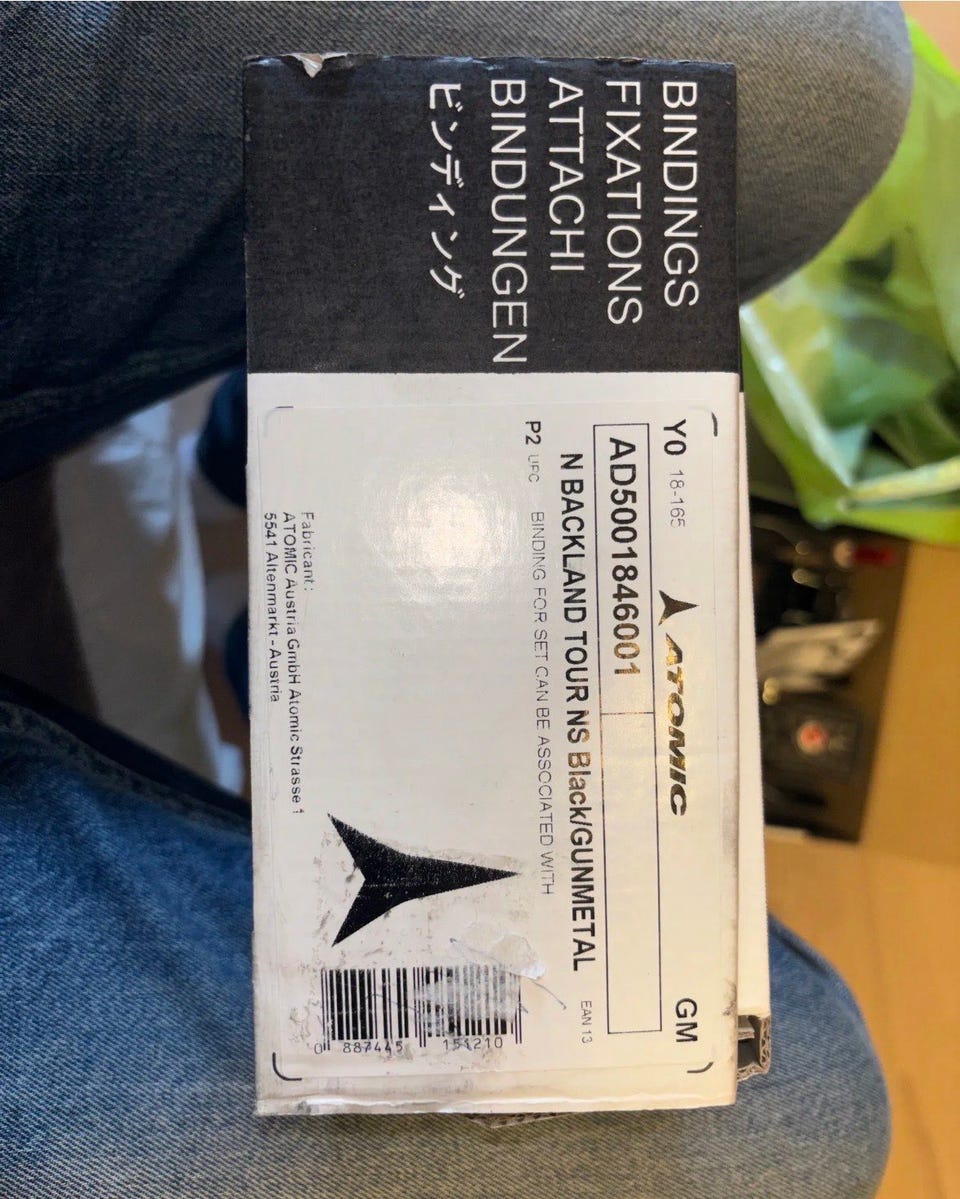 BINDINGS
FIXATIONS
ATTACHI
BINDUNGEN
ビンディング
Y0 18-165 ATOMIC GM
AD5001846001
N BACKLAND TOUR NS Black/GUNMETAL EAN 13
P2 UPC BINDING FOR SET CAN BE ASSOCIATED WITH
0 887445 151210
Fabricant :
ATOMIC Austria GmbH Atomic Strasse 1
5541 Altenmarkt - Austria